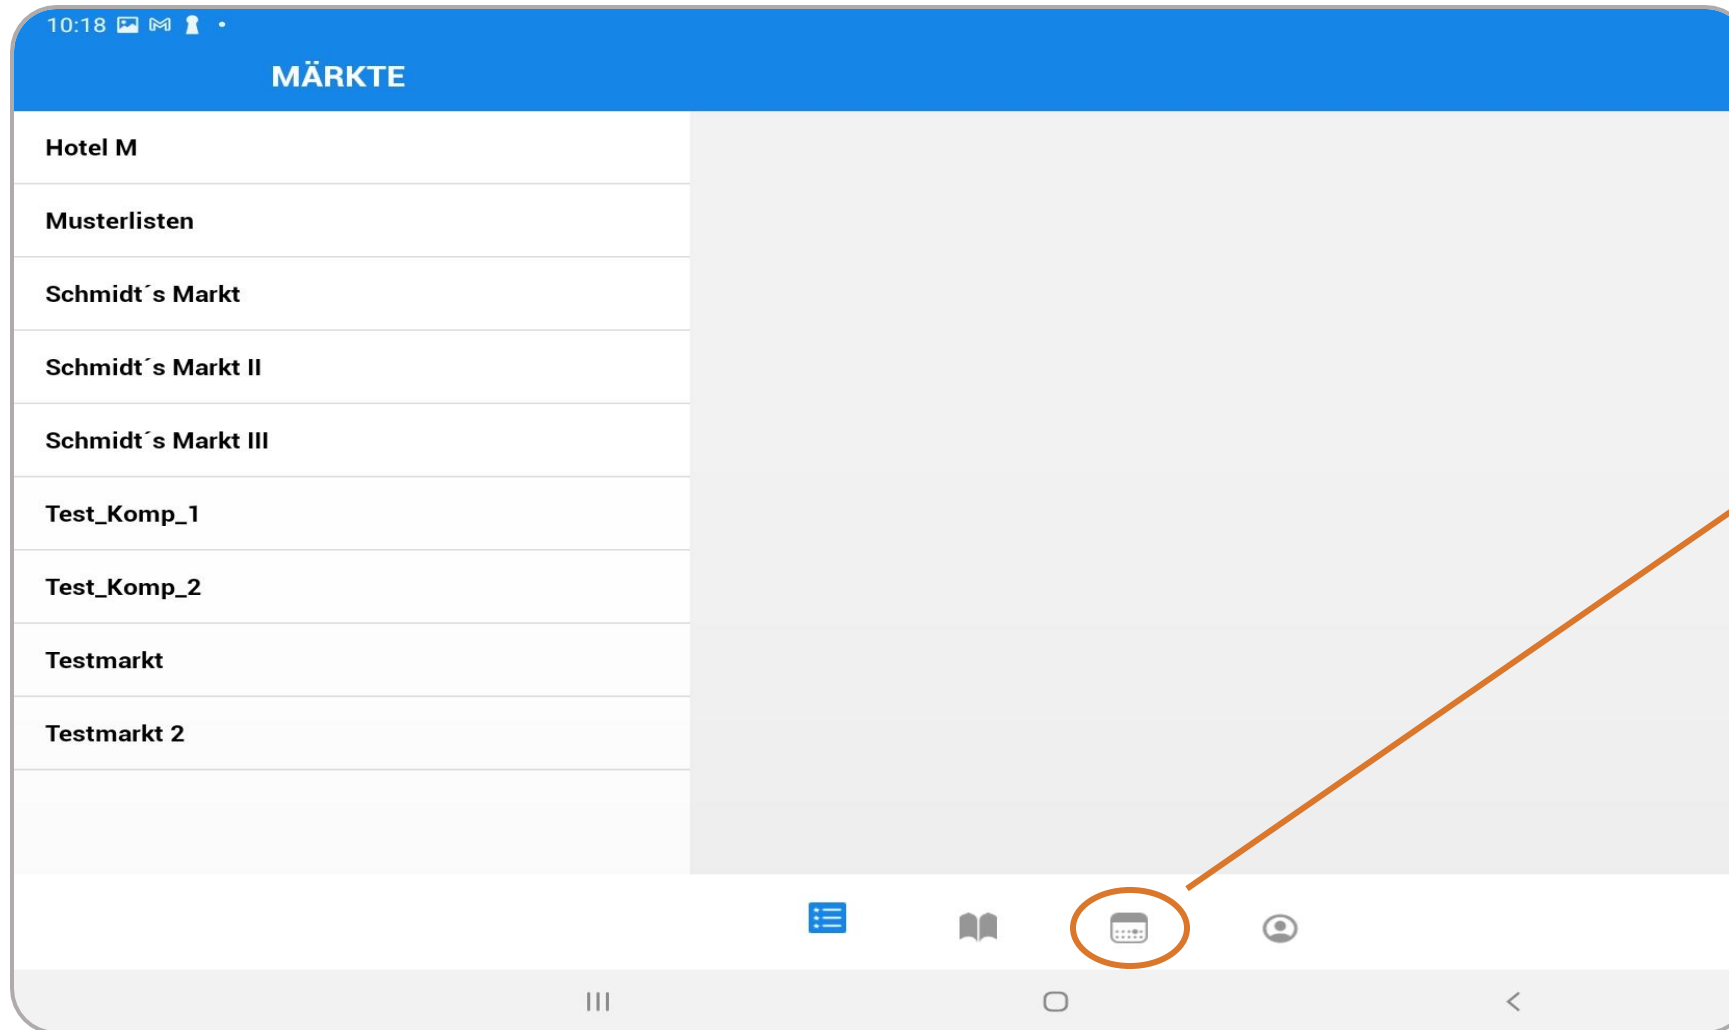 10:18
MÄRKTE
Hotel M
Musterlisten
Schmidt´s Markt
Schmidt´s Markt II
Schmidt´s Markt III
Test_Komp_1
Test_Komp_2
Testmarkt
Testmarkt 2